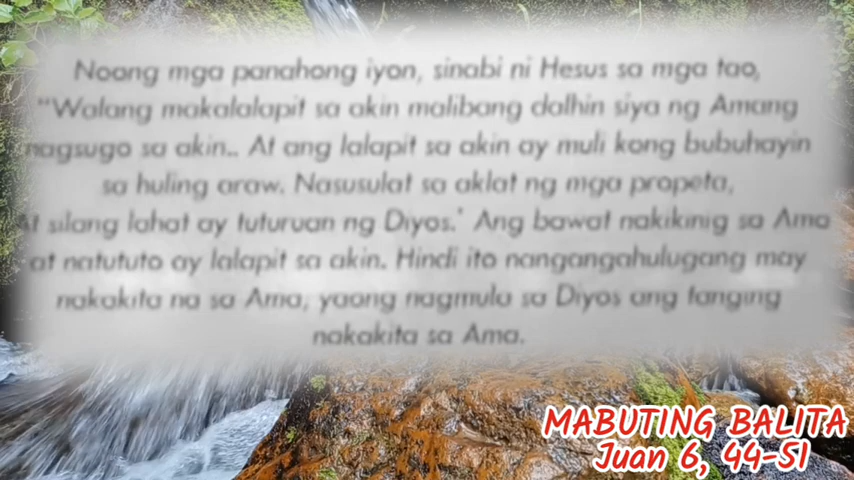 Noong mga panahong iyon, sinabi ni Hesus sa mga tao,
"Walang makalalapit sa akin malibang dalhin siya ng Amang
nagsugo sa akin.. At ang lalapit sa akin ay muli kong bubuhayin
sa huling araw. Nasusulat sa aklat ng mga propeta,
At silang lahat ay tuturuan ng Diyos.' Ang bawat nakikinig sa Ama
at natututo ay lalapit sa akin. Hindi ito nangangahulugang may
nakakita na sa Ama, yaong nagmula sa Diyos ang tanging
nakakita sa Ama.
MABUTING BALITA
Juan 6, 44-51